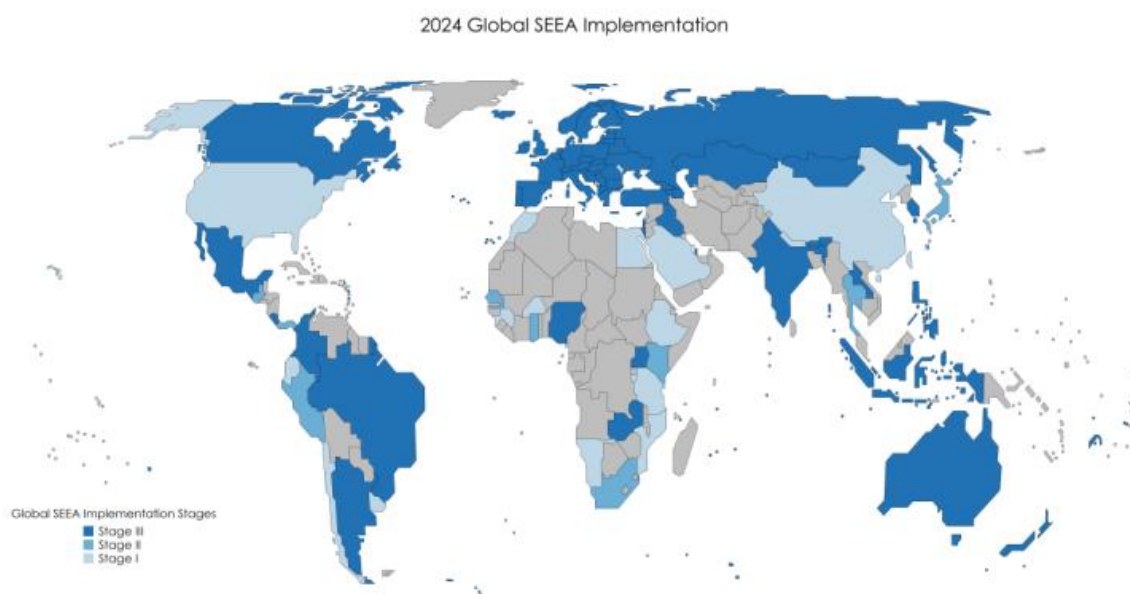 2024 Global SEEA Implementation
Global SEEA Implementation Stages
Stage III
Stage II
Stage I